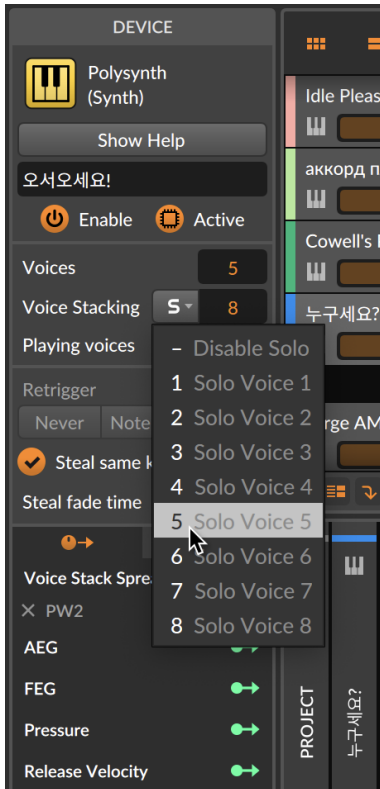 DEVICE
Polysynth
(Synth)
Show Help
오서오세요!
Enable
Active
Voices 5
Voice Stacking S 8
Playing voices
– Disable Solo
1 Solo Voice 1
2 Solo Voice 2
3 Solo Voice 3
4 Solo Voice 4
5 Solo Voice 5
6 Solo Voice 6
7 Solo Voice 7
8 Solo Voice 8
Retrigger
Never Note
Steal same k
Steal fade time
Voice Stack Spre
× PW2
AEG
FEG
Pressure
Release Velocity
Idle Pleas
аккорд п
Cowell's
누구세요?
rge AM
PROJECT
누구세요?